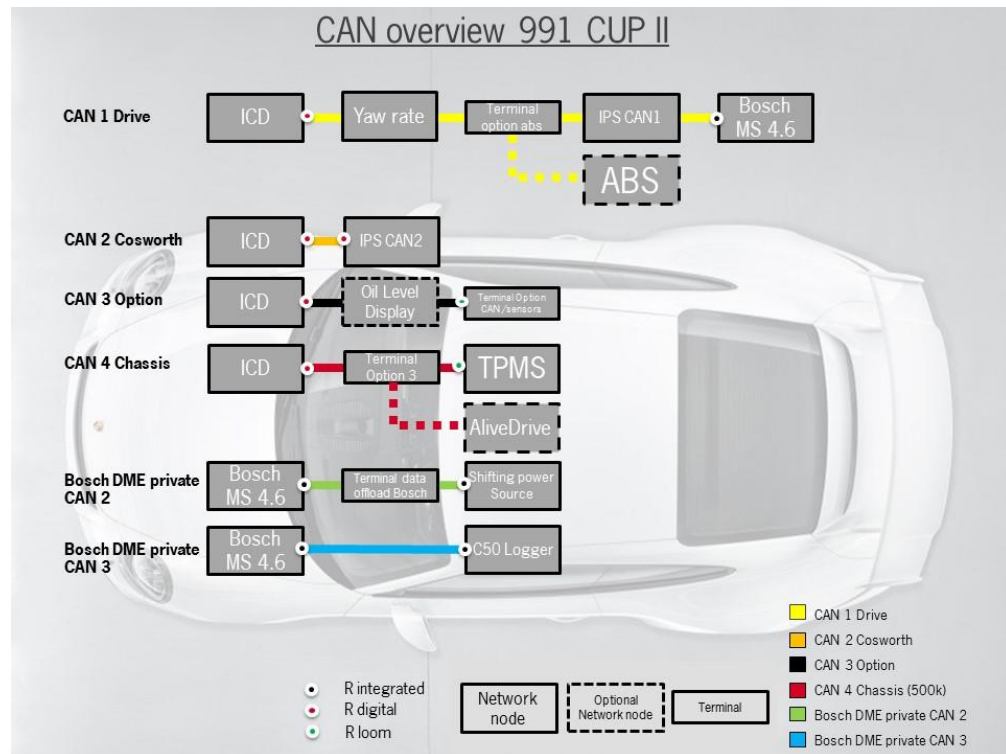 CAN overview 991 CUP II
CAN 1 Drive
ICD
Yaw rate
Terminal
option abs
IPS CAN1
Bosch
MS 4.6
ABS
CAN 2 Cosworth
ICD
IPS CAN2
CAN 3 Option
ICD
Oil Level
Display
Terminal Option
CAN/sensors
CAN 4 Chassis
ICD
Terminal
Option 3
TPMS
AliveDrive
Bosch DME private
CAN 2
Bosch
MS 4.6
Terminal data
offload Bosch
Shifting power
Source
Bosch DME private
CAN 3
Bosch
MS 4.6
C50 Logger
R integrated
R digital
R loom
Network
node
Optional
Network node
Terminal
CAN 1 Drive
CAN 2 Cosworth
CAN 3 Option
CAN 4 Chassis (500k)
Bosch DME private CAN 2
Bosch DME private CAN 3